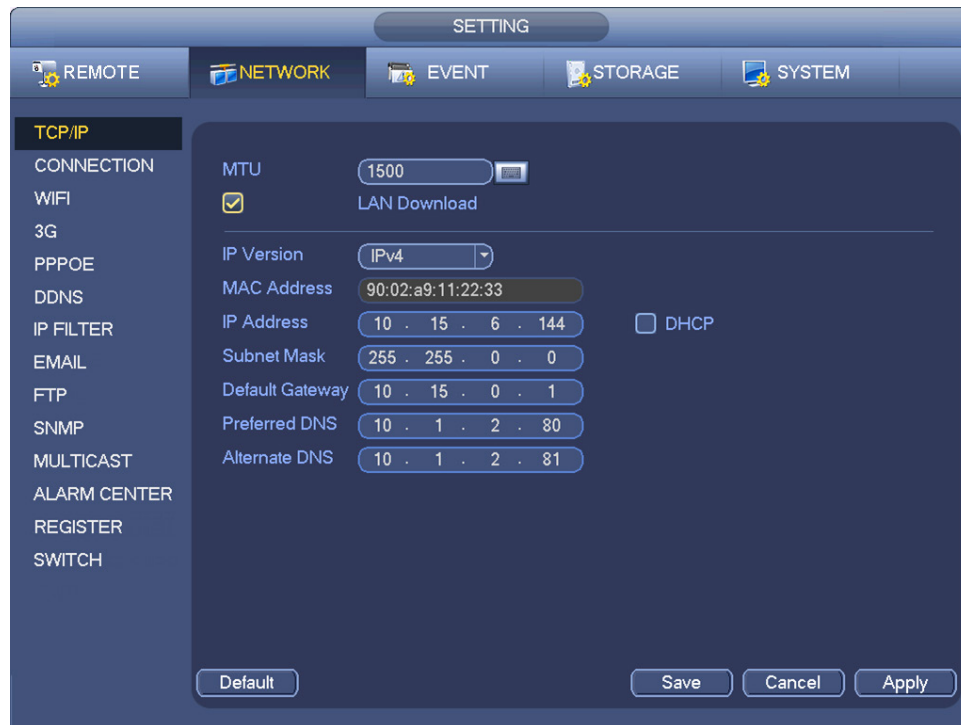 SETTING
REMOTE NETWORK EVENT STORAGE SYSTEM
TCP/IP
CONNECTION
WIFI
3G
PPPOE
DDNS
IP FILTER
EMAIL
FTP
SNMP
MULTICAST
ALARM CENTER
REGISTER
SWITCH
MTU 1500
LAN Download
IP Version IPv4
MAC Address 90:02:a9:11:22:33
IP Address 10 . 15 . 6 . 144 DHCP
Subnet Mask 255 . 255 . 0 . 0
Default Gateway 10 . 15 . 0 . 1
Preferred DNS 10 . 1 . 2 . 80
Alternate DNS 10 . 1 . 2 . 81
Default Save Cancel Apply